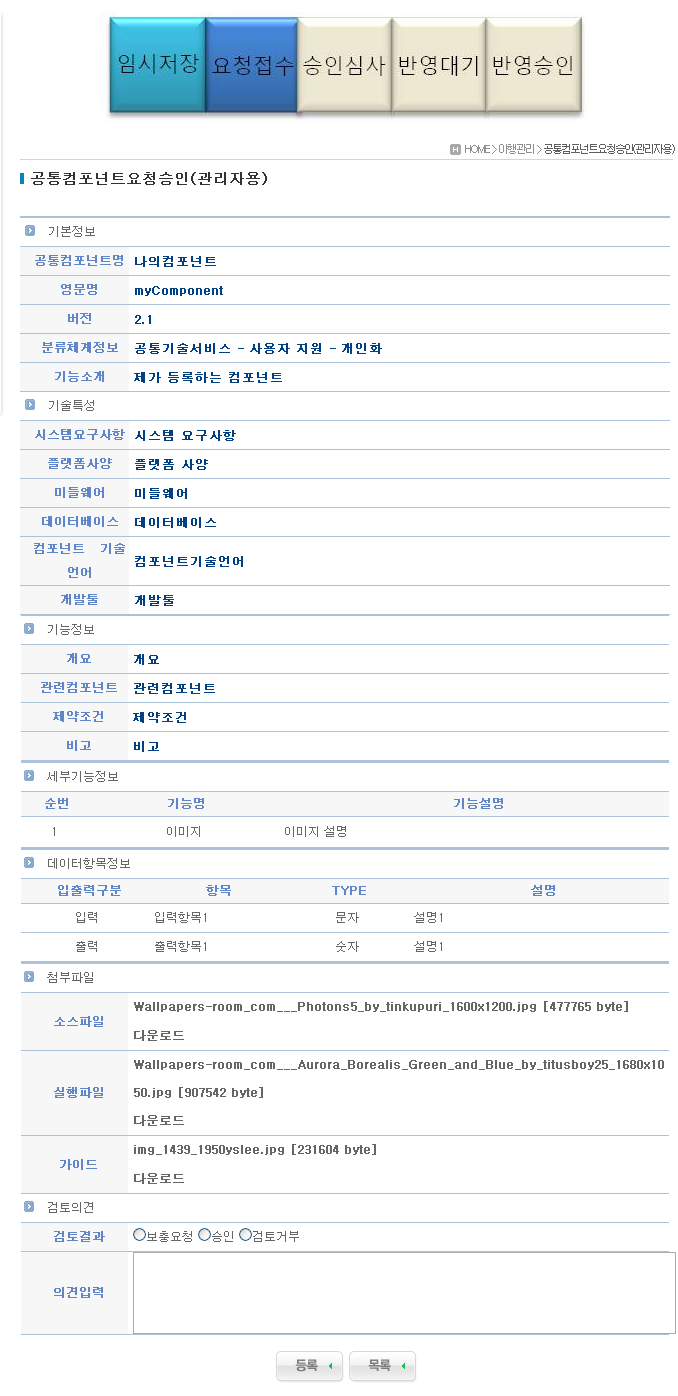 임시저장 요청접수 승인심사 반영대기 반영승인
H HOME > 이행관리 > 공통컴포넌트요청승인(관리자용)
공통컴포넌트요청승인(관리자용)
기본정보
공통컴포넌트명 나의컴포넌트
영문명 myComponent
버전 2.1
분류체계정보 공통기술서비스 - 사용자 지원 - 개인화
기능소개 제가 등록하는 컴포넌트
기술특성
시스템요구사항 시스템 요구사항
플랫폼사양 플랫폼 사양
미들웨어 미들웨어
데이터베이스 데이터베이스
컴포넌트 기술
언어 컴포넌트기술언어
개발툴 개발툴
기능정보
개요 개요
관련컴포넌트 관련컴포넌트
제약조건 제약조건
비고 비고
세부기능정보
순번 기능명 기능설명
1 이미지 이미지 설명
데이터항목정보
입출력구분 항목 TYPE 설명
입력 입력항목1 문자 설명1
출력 출력항목1 숫자 설명1
첨부파일
소스파일 Wallpapers-room_com___Photons5_by_tinkupuri_1600x1200.jpg [477765 byte]
다운로드
Wallpapers-room_com___Aurora_Borealis_Green_and_Blue_by_titusboy25_1680x10
실행파일 50.jpg [907542 byte]
다운로드
가이드 img_1439_1950yslee.jpg [231604 byte]
다운로드
검토의견
검토결과 보충요청 승인 검토거부
의견입력
등록 목록